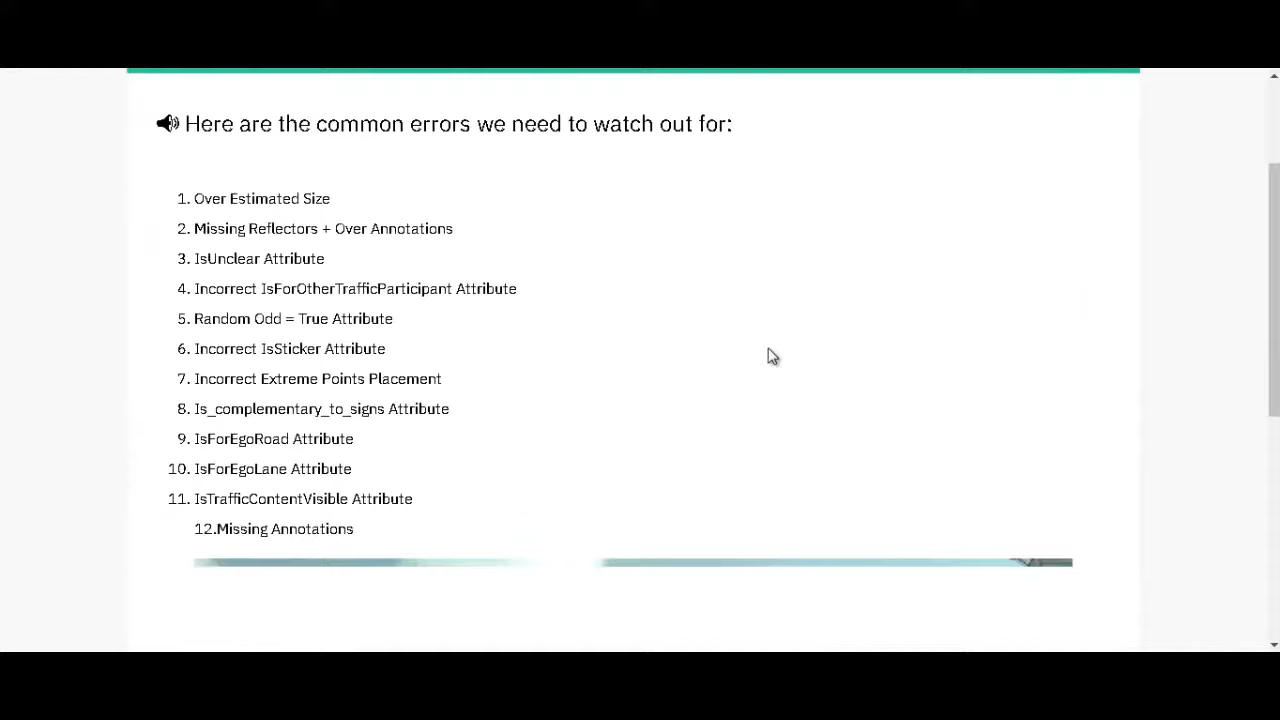 Here are the common errors we need to watch out for:
1. Over Estimated Size
2. Missing Reflectors + Over Annotations
3. IsUnclear Attribute
4. Incorrect IsForOtherTrafficParticipant Attribute
5. Random Odd = True Attribute
6. Incorrect IsSticker Attribute
7. Incorrect Extreme Points Placement
8. Is_complementary_to_signs Attribute
9. IsForEgoRoad Attribute
10. IsForEgoLane Attribute
11. IsTrafficContentVisible Attribute
12.Missing Annotations